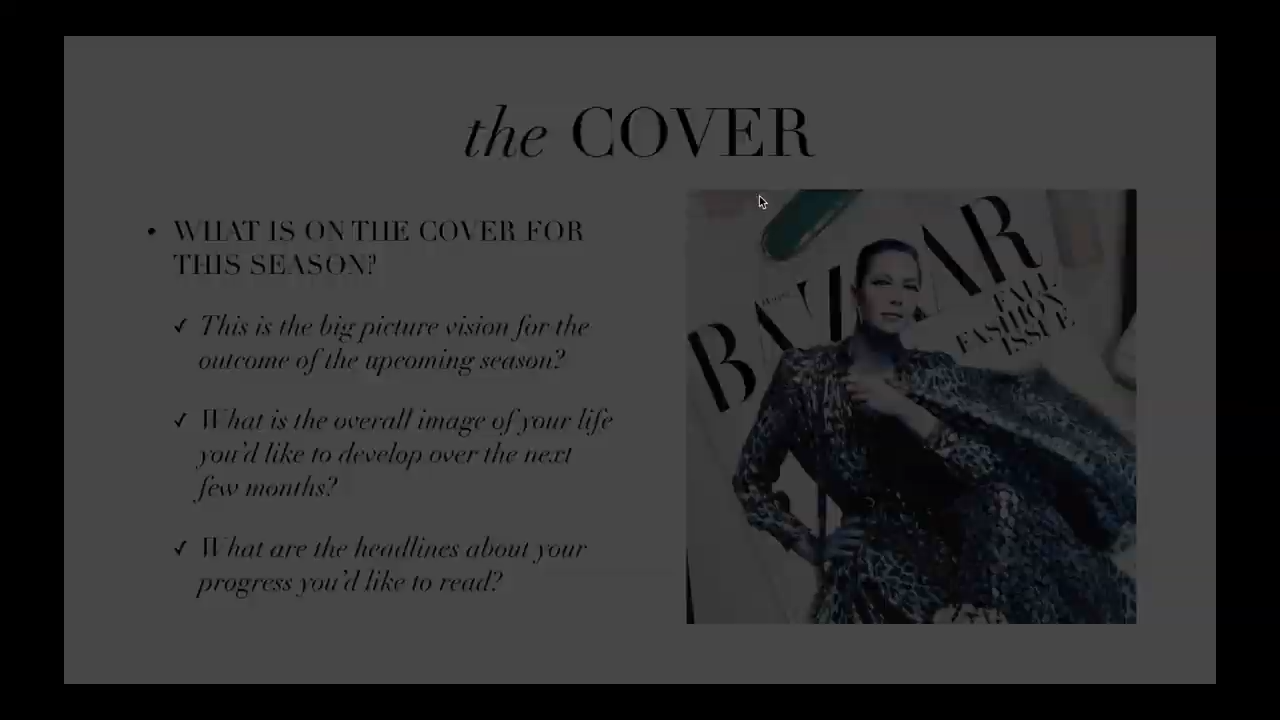 the COVER
• WHAT IS ON THE COVER FOR
THIS SEASON?
✓ This is the big picture vision for the
outcome of the upcoming season?
✓ What is the overall image of your life
you'd like to develop over the next
few months?
✓ What are the headlines about your
progress you'd like to read?
BAZAAR
FALL
FASHION
ISSUE